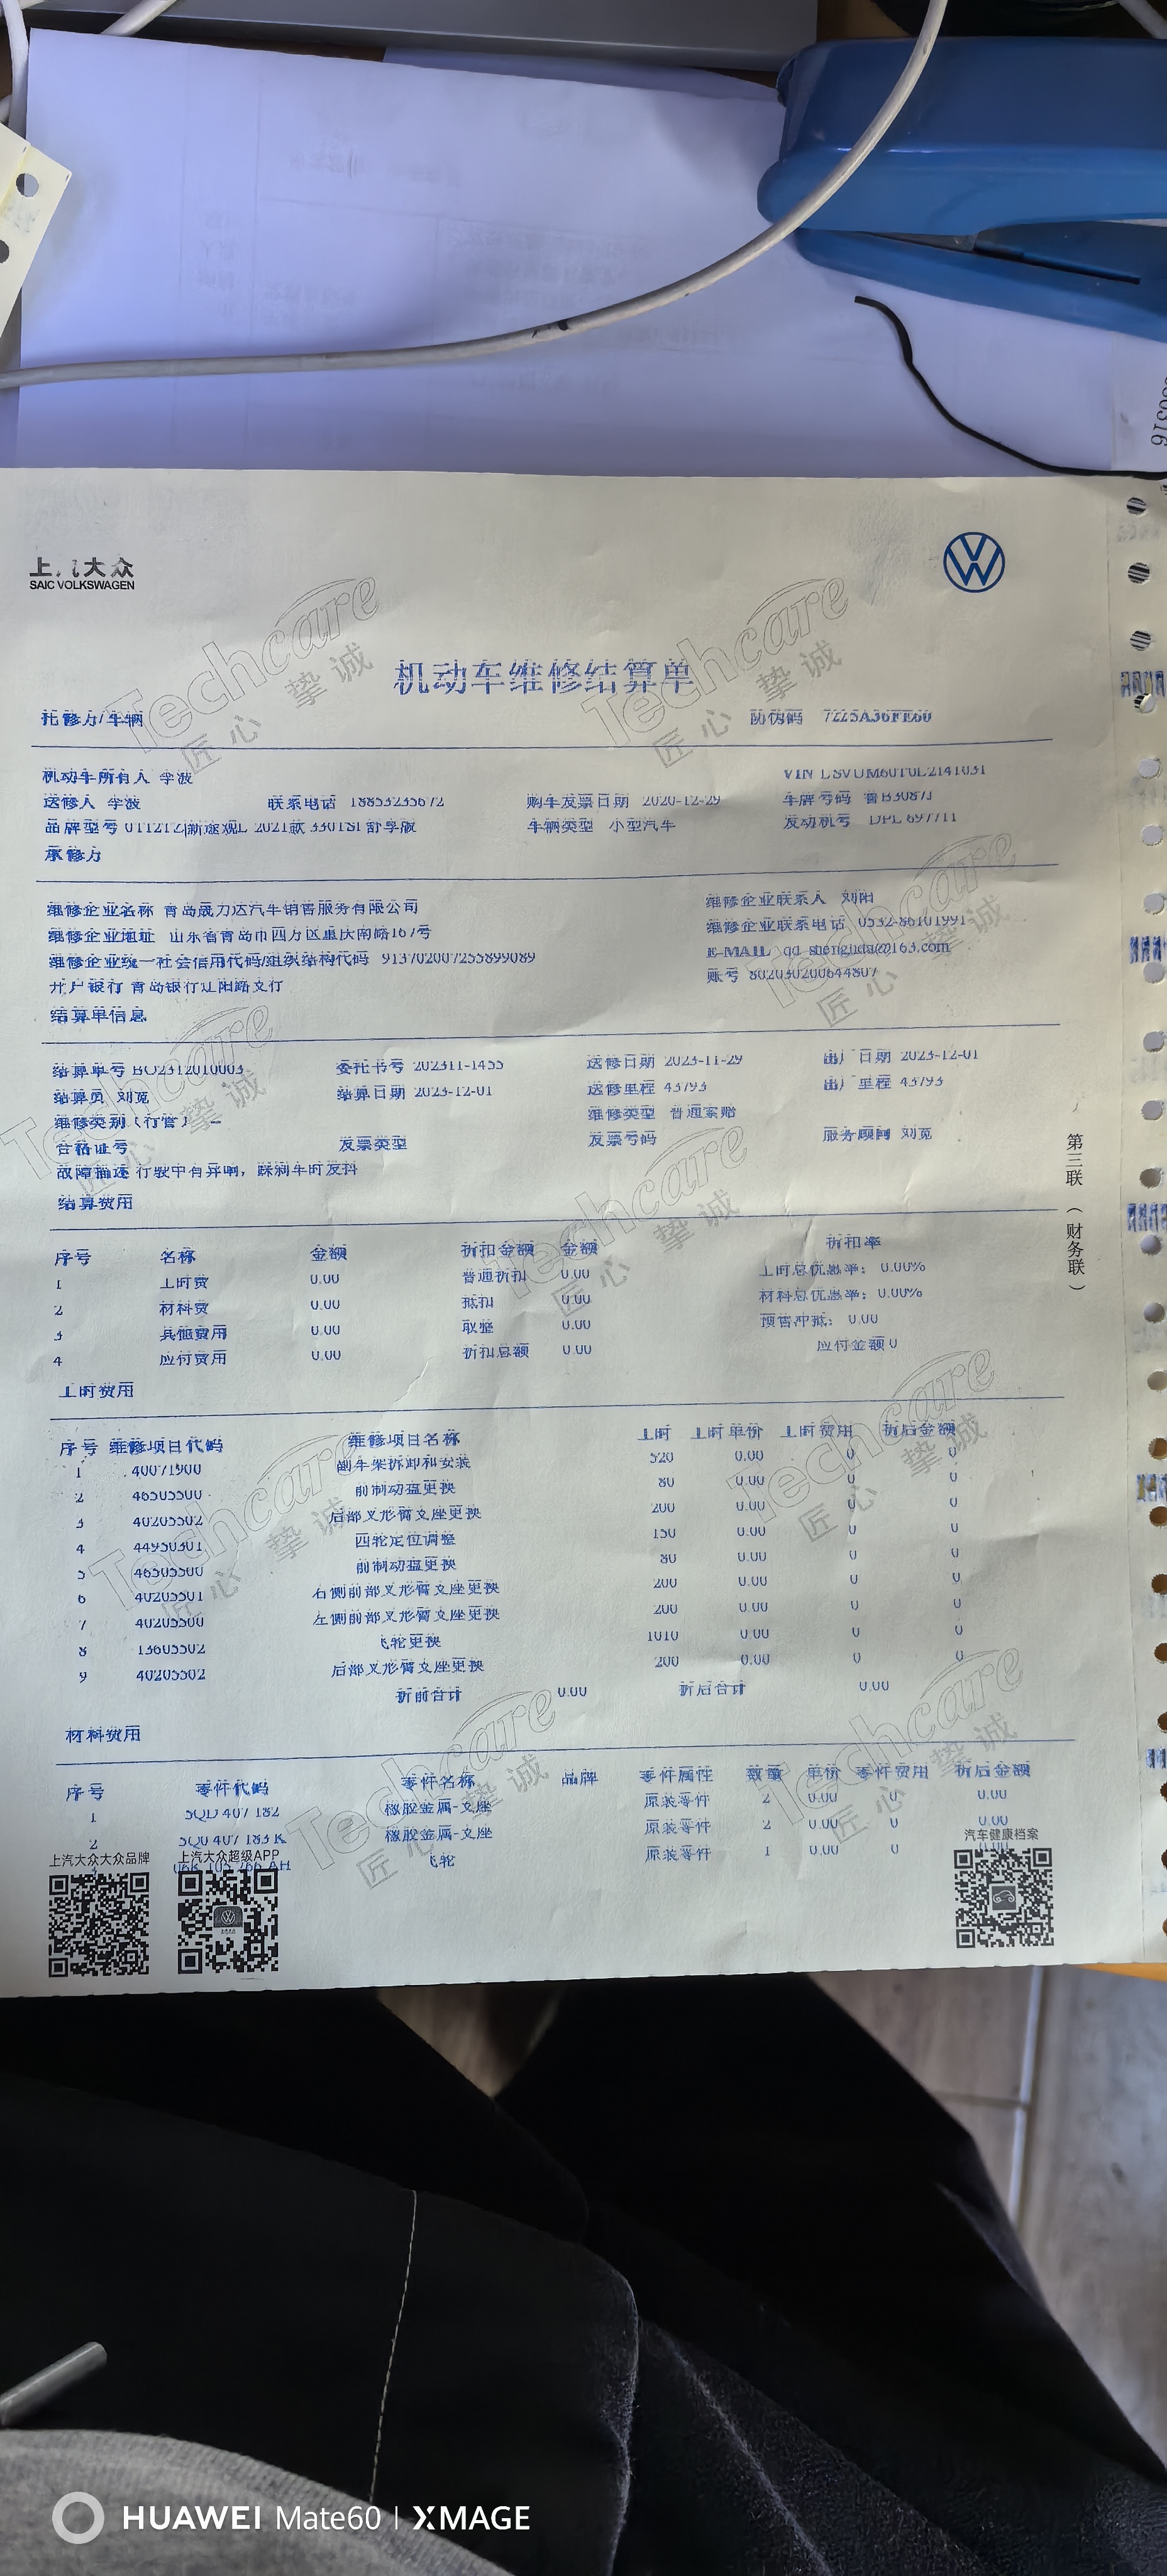 上汽大众
SAIC VOLKSWAGEN
机动车维修结算单
托修方/车辆 防伪码 7225A36FE60
机动车所有人 李波
送修人 李波 联系电话 18853235672 购车发票日期 2020-12-29 车牌号码
品牌型号 新途观L 2021款 330TSI 舒享版 车辆类型 小型汽车 发动机号 DPL 697711
承修方
维修企业名称 青岛晟力达汽车销售服务有限公司 维修企业联系人 刘阳
维修企业地址 山东省青岛市四方区重庆南路167号 维修企业联系电话 0532-86101991
维修企业统一社会信用代码/组织结构代码 913702007255899089 E-MAIL qd_shenglida@163.com
开户银行 青岛银行辽阳路支行 账号 802030200644807
结算单信息
结算单号 BO2312010003 委托书号 202311-1455 送修日期 2023-11-29 出厂日期 2023-12-01
结算员 刘宽 结算日期 2023-12-01 送修里程 43793 出厂里程 43793
维修类别(行管) 二 维修类型 普通索赔
合格证号 发票类型 发票号码 服务顾问 刘宽
故障描述 行驶中有异响，踩刹车时发抖
结算费用
序号 名称 金额 折扣金额 金额 折扣率
1 工时费 0.00 普通折扣 0.00 工时总优惠率: 0.00%
2 材料费 0.00 抵扣 0.00 材料总优惠率: 0.00%
3 其他费用 0.00 取整 0.00 预售冲抵: 0.00
4 应付费用 0.00 折扣总额 0.00 应付金额 0
工时费用
序号 维修项目代码 维修项目名称 工时 工时单价 工时费用 折后金额
1 40071900 副车架拆卸和安装 520 0.00 0 0
2 46505500 前制动盘更换 80 0.00 0 0
3 40205502 后部叉形臂支座更换 200 0.00 0 0
4 44950301 四轮定位调整 150 0.00 0 0
5 46505500 前制动盘更换 80 0.00 0 0
6 40205501 右侧前部叉形臂支座更换 200 0.00 0 0
7 40205500 左侧前部叉形臂支座更换 200 0.00 0 0
8 13605502 飞轮更换 1010 0.00 0 0
9 40205502 后部叉形臂支座更换 200 0.00 0 0
折前合计 0.00 折后合计 0.00
材料费用
序号 零件代码 零件名称 品牌 零件属性 数量 单价 零件费用 折后金额
1 5QD 407 182 橡胶金属-支座 原装零件 2 0.00 0 0.00
2 5Q0 407 183 K 橡胶金属-支座 原装零件 2 0.00 0 0.00
3 飞轮 原装零件 1 0.00 0
上汽大众大众品牌 上汽大众超级APP 汽车健康档案
第三联（财务联）
Techcare
匠心 挚诚
HUAWEI Mate60 | XMAGE